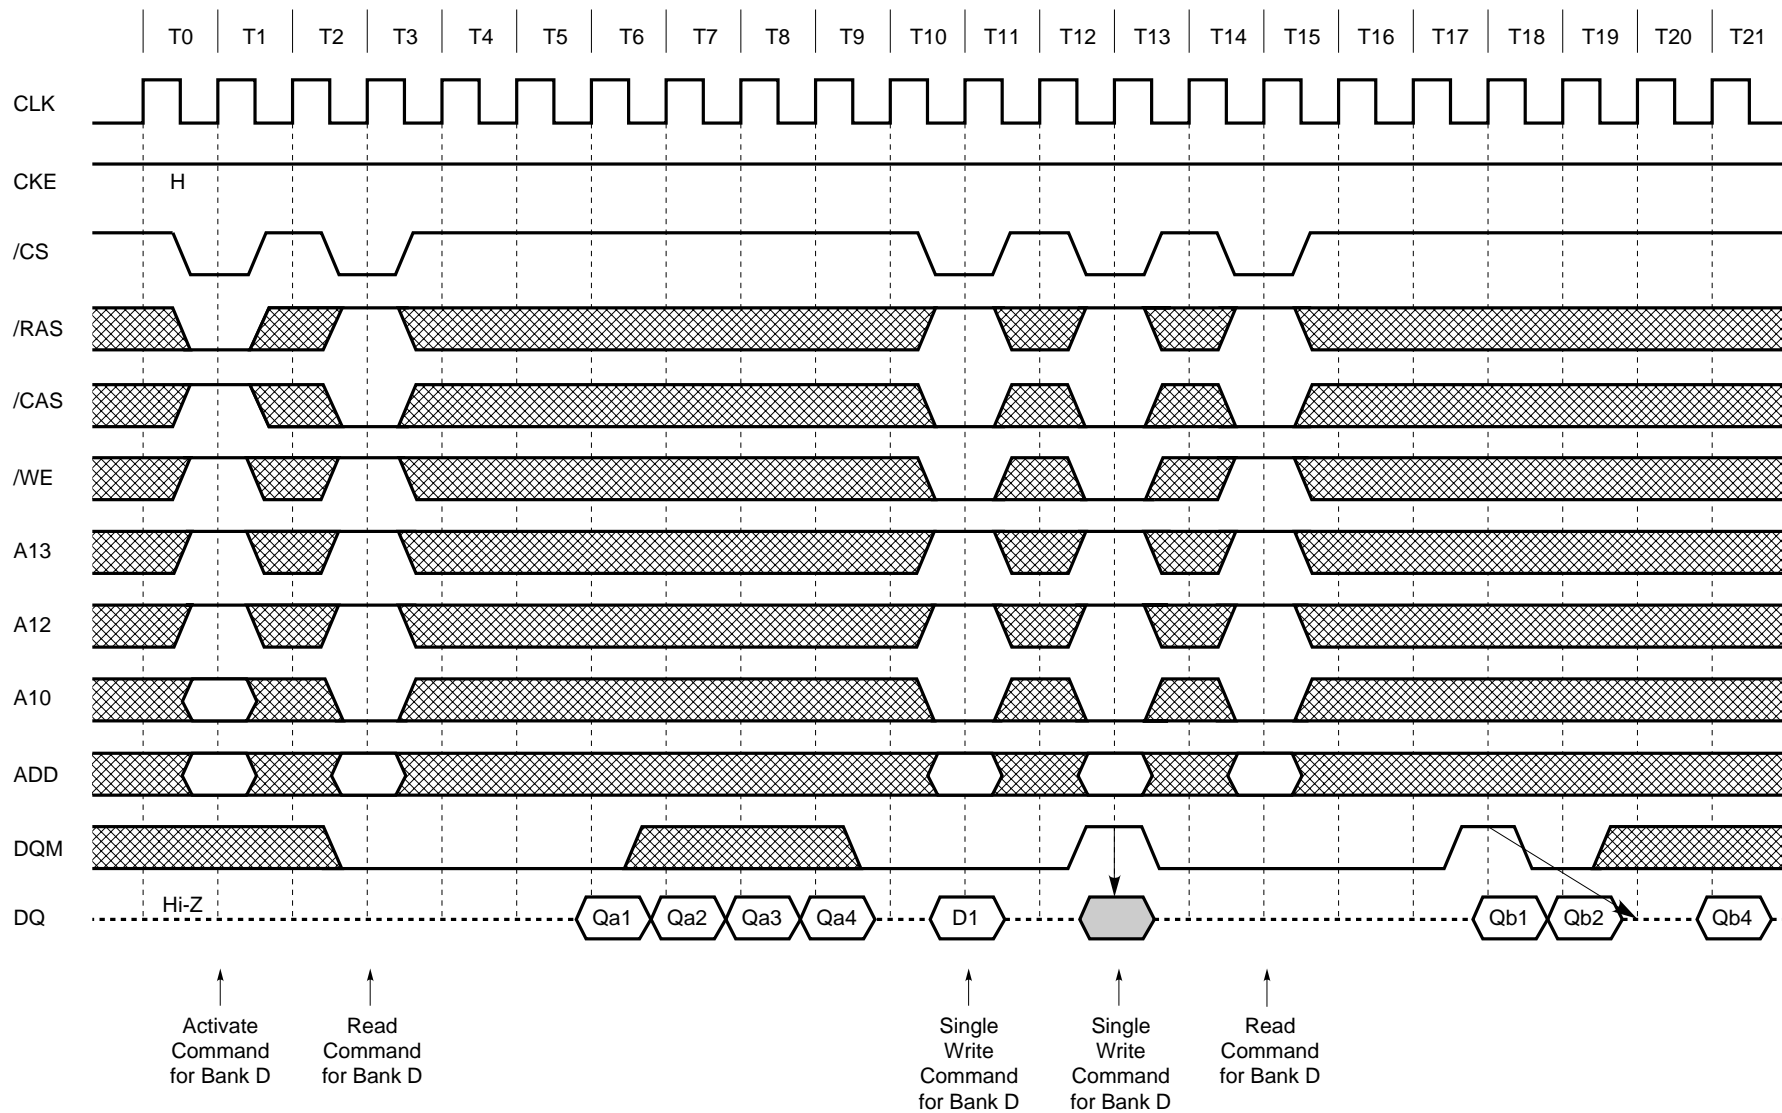 T0 T1 T2 T3 T4 T5 T6 T7 T8 T9 T10 T11 T12 T13 T14 T15 T16 T17 T18 T19 T20 T21
CLK
CKE H
/CS
/RAS
/CAS
/WE
A13
A12
A10
ADD
DQM
DQ Hi-Z Qa1 Qa2 Qa3 Qa4 D1 Qb1 Qb2 Qb4
Activate
Command
for Bank D
Read
Command
for Bank D
Single
Write
Command
for Bank D
Single
Write
Command
for Bank D
Read
Command
for Bank D